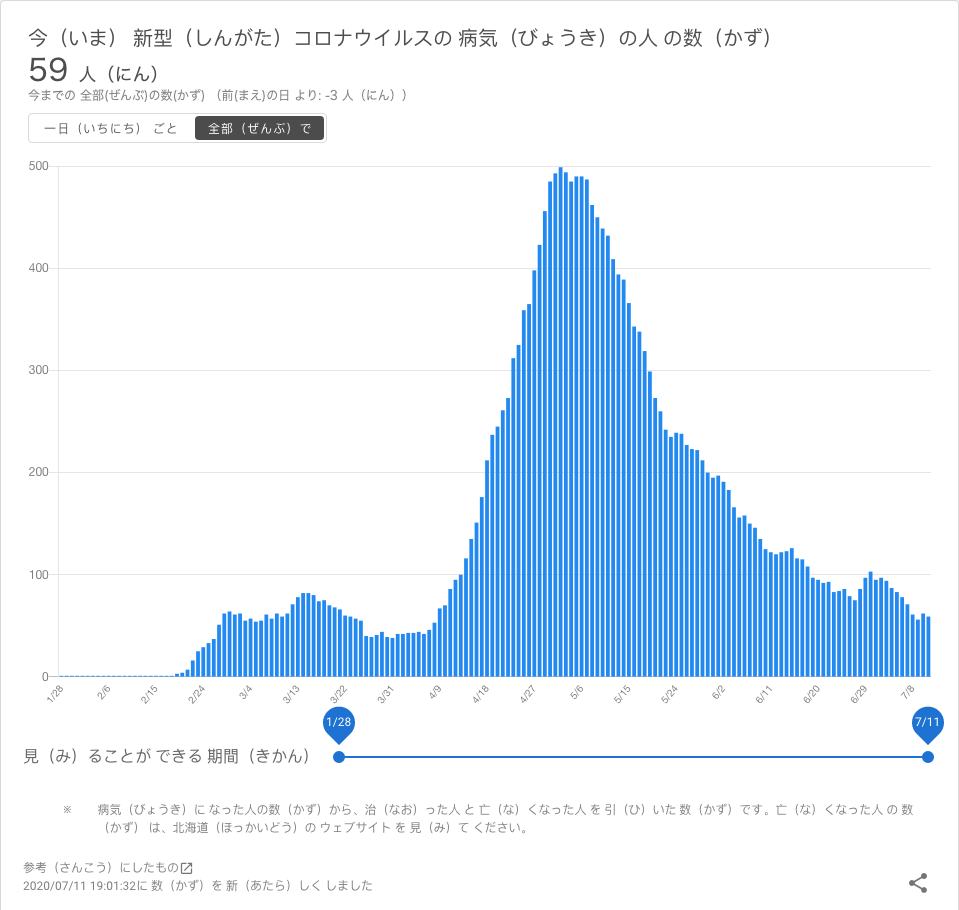 今（いま） 新型（しんがた）コロナウイルスの 病気（びょうき）の人 の数（かず）
59 人（にん）
今までの 全部(ぜんぶ)の数(かず) （前(まえ)の日 より: -3 人（にん））
一日（いちにち） ごと 全部（ぜんぶ）で
500
400
300
200
100
0
1/28 2/6 2/15 2/24 3/4 3/13 3/22 3/31 4/9 4/18 4/27 5/6 5/15 5/24 6/2 6/11 6/20 6/29 7/8
1/28 7/11
見（み）ることが できる 期間（きかん）
※ 病気（びょうき）に なった人の数（かず）から、治（なお）った人 と 亡（な）くなった人 を 引（ひ）いた 数（かず）です。亡（な）くなった人 の 数
（かず） は、北海道（ほっかいどう）の ウェブサイト を 見（み）て ください。
参考（さんこう）にしたもの
2020/07/11 19:01:32に 数（かず）を 新（あたら）しく しました